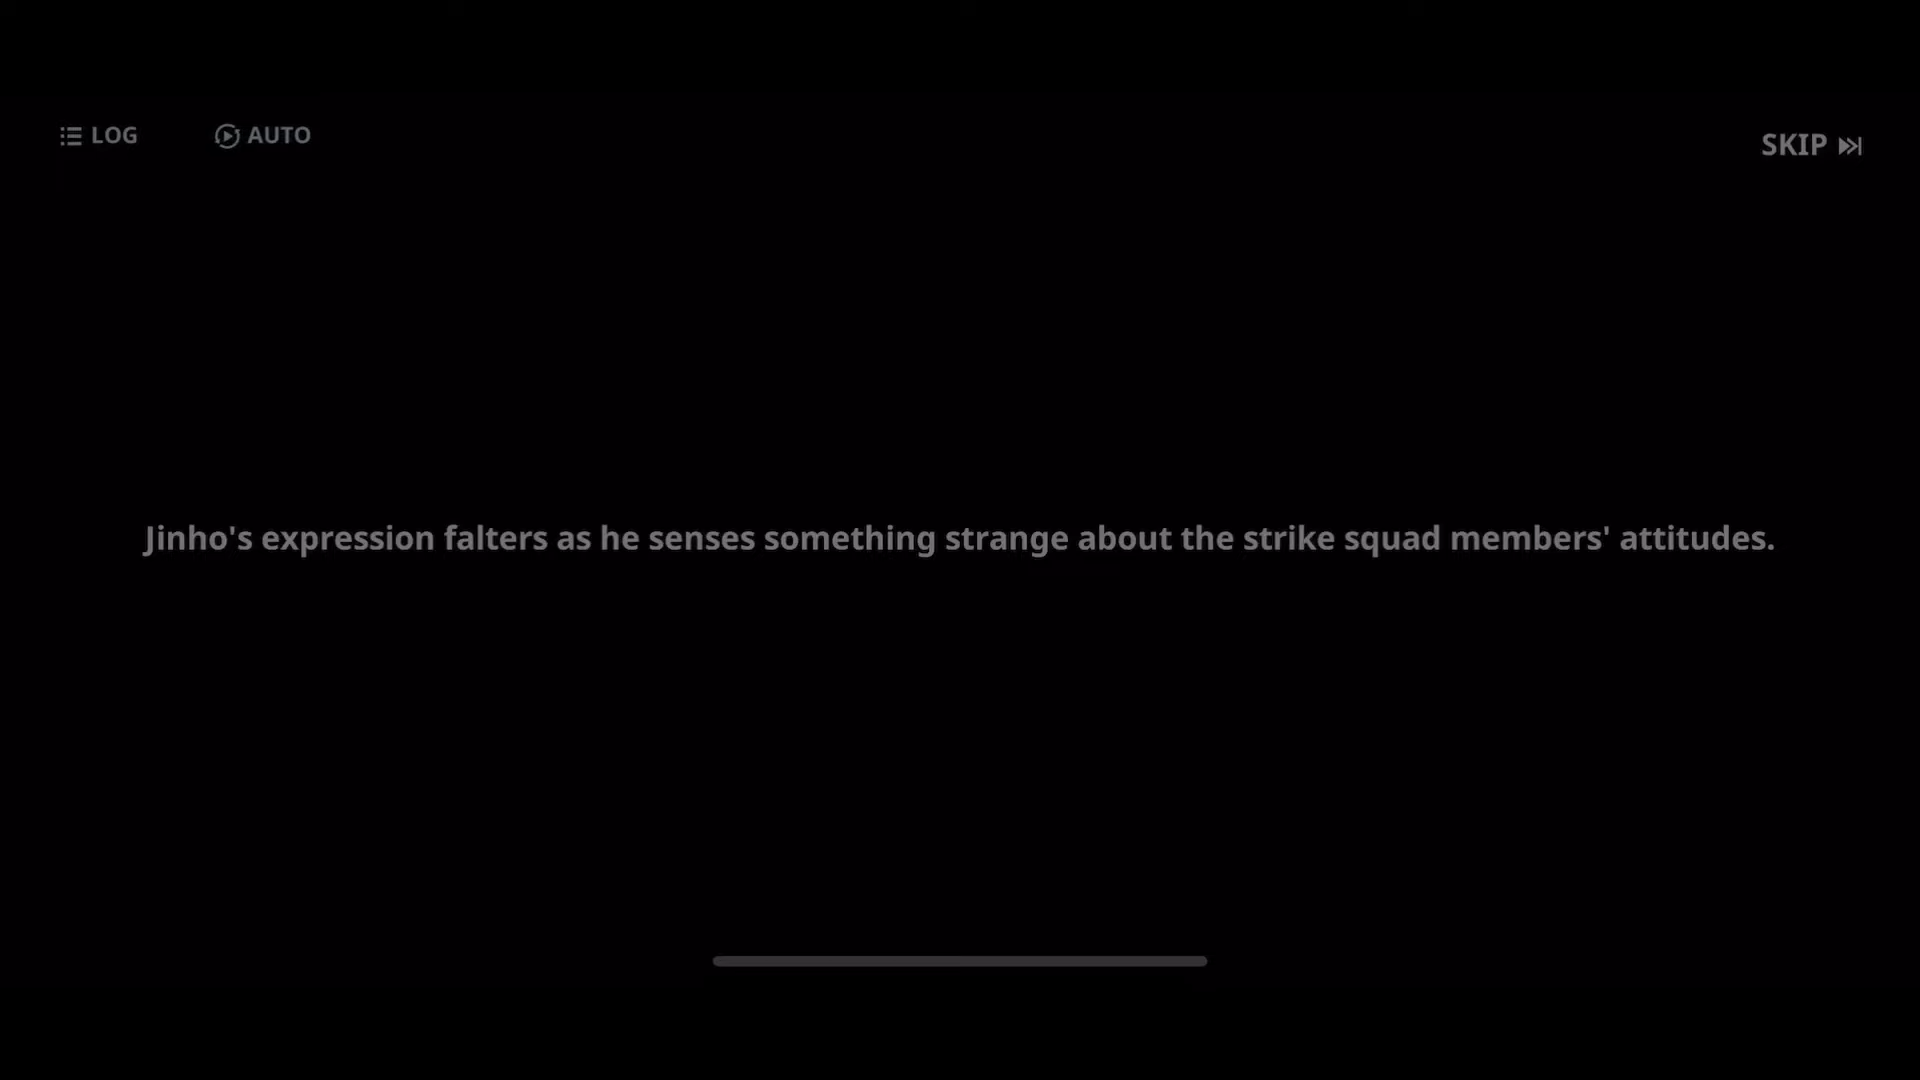 LOG
AUTO
SKIP
Jinho's expression falters as he senses something strange about the strike squad members' attitudes.